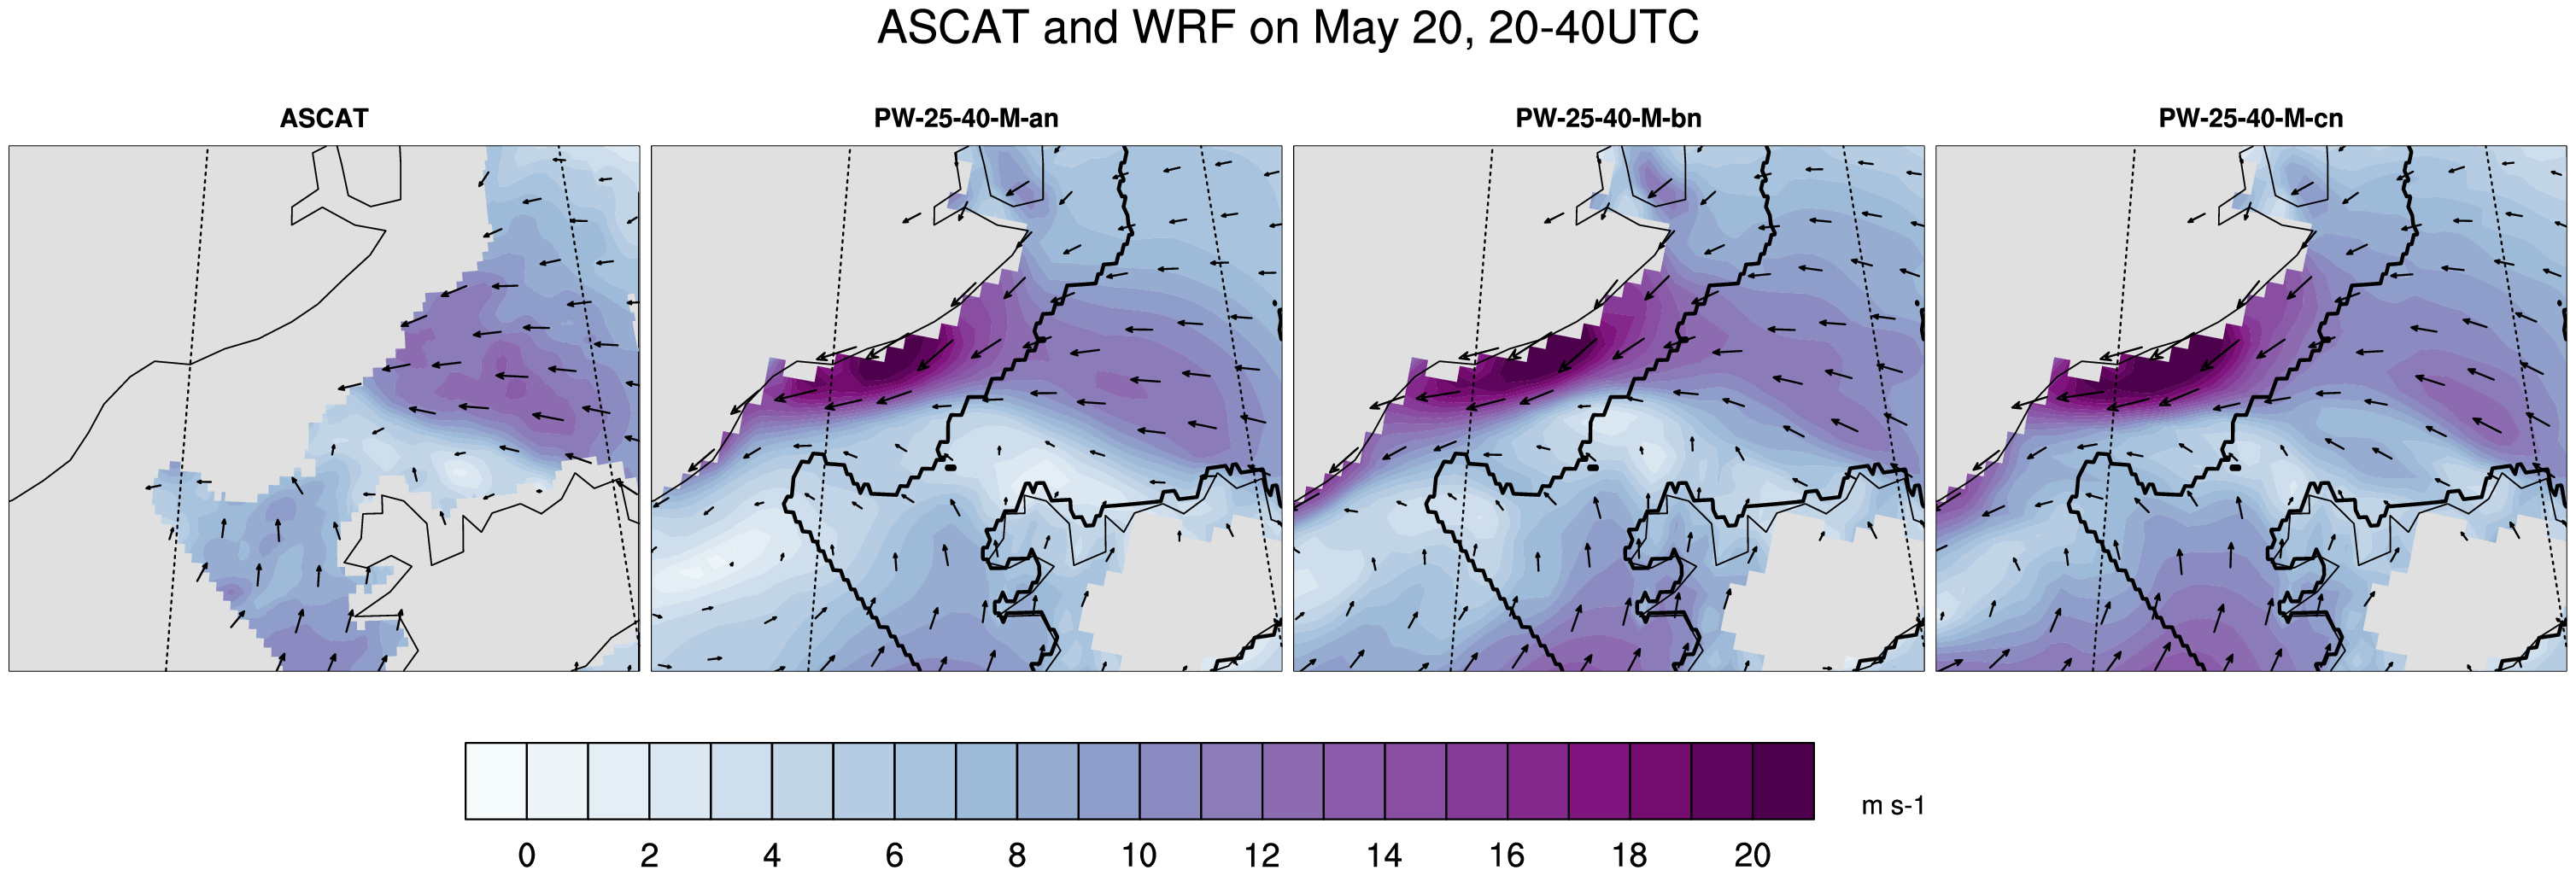 ASCAT and WRF on May 20, 20-40UTC
ASCAT PW-25-40-M-an PW-25-40-M-bn PW-25-40-M-cn
m s-1
0 2 4 6 8 10 12 14 16 18 20